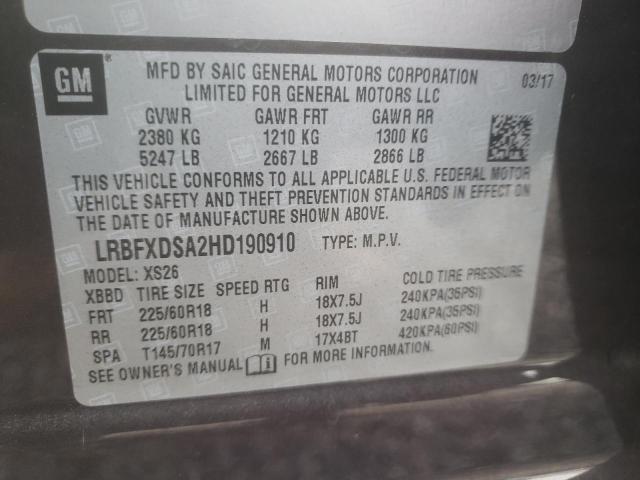 GM
MFD BY SAIC GENERAL MOTORS CORPORATION 03/17
LIMITED FOR GENERAL MOTORS LLC
GVWR GAWR FRT GAWR RR
2380 KG 1210 KG 1300 KG
5247 LB 2667 LB 2866 LB
THIS VEHICLE CONFORMS TO ALL APPLICABLE U.S. FEDERAL MOTOR
VEHICLE SAFETY AND THEFT PREVENTION STANDARDS IN EFFECT ON
THE DATE OF MANUFACTURE SHOWN ABOVE.
LRBFXDSA2HD190910 TYPE: M.P.V.
MODEL: XS26
XBBD TIRE SIZE SPEED RTG RIM COLD TIRE PRESSURE
FRT 225/60R18 H 18X7.5J 240KPA(35PSI)
RR 225/60R18 H 18X7.5J 240KPA(35PSI)
SPA T145/70R17 M 17X4BT 420KPA(60PSI)
SEE OWNER'S MANUAL FOR MORE INFORMATION.